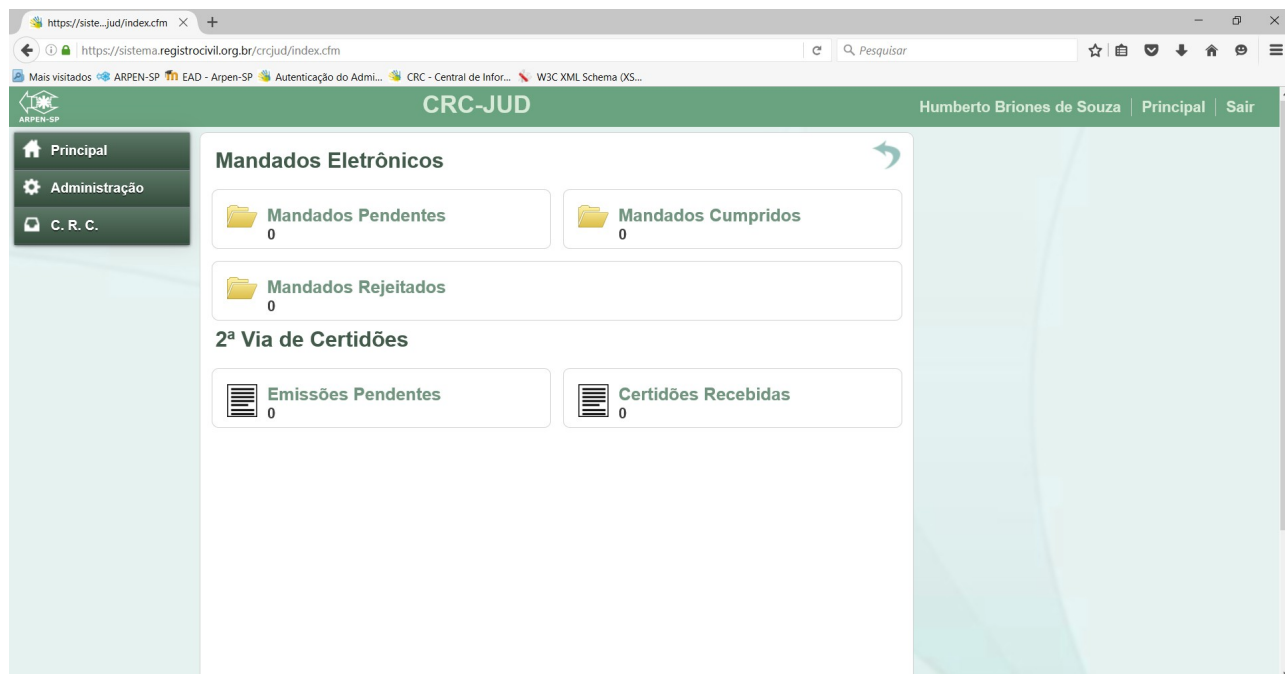 https://siste...jud/index.cfm
https://sistema.registrocivil.org.br/crcjud/index.cfm
Pesquisar
Mais visitados ARPEN-SP EAD - Arpen-SP Autenticação do Admi... CRC - Central de Infor... W3C XML Schema (XS...
ARPEN-SP
CRC-JUD
Humberto Briones de Souza | Principal | Sair
Principal
Administração
C. R. C.
Mandados Eletrônicos
Mandados Pendentes
0
Mandados Cumpridos
0
Mandados Rejeitados
0
2ª Via de Certidões
Emissões Pendentes
0
Certidões Recebidas
0